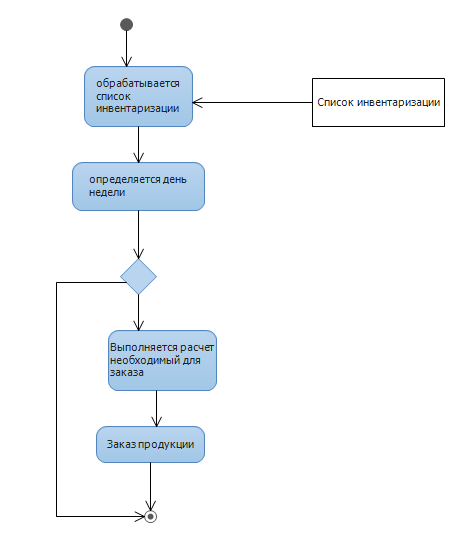 обрабатывается
список
инвентаризации
Список инвентаризации
определяется день
недели
Выполняется расчет
необходимый для
заказа
Заказ продукции